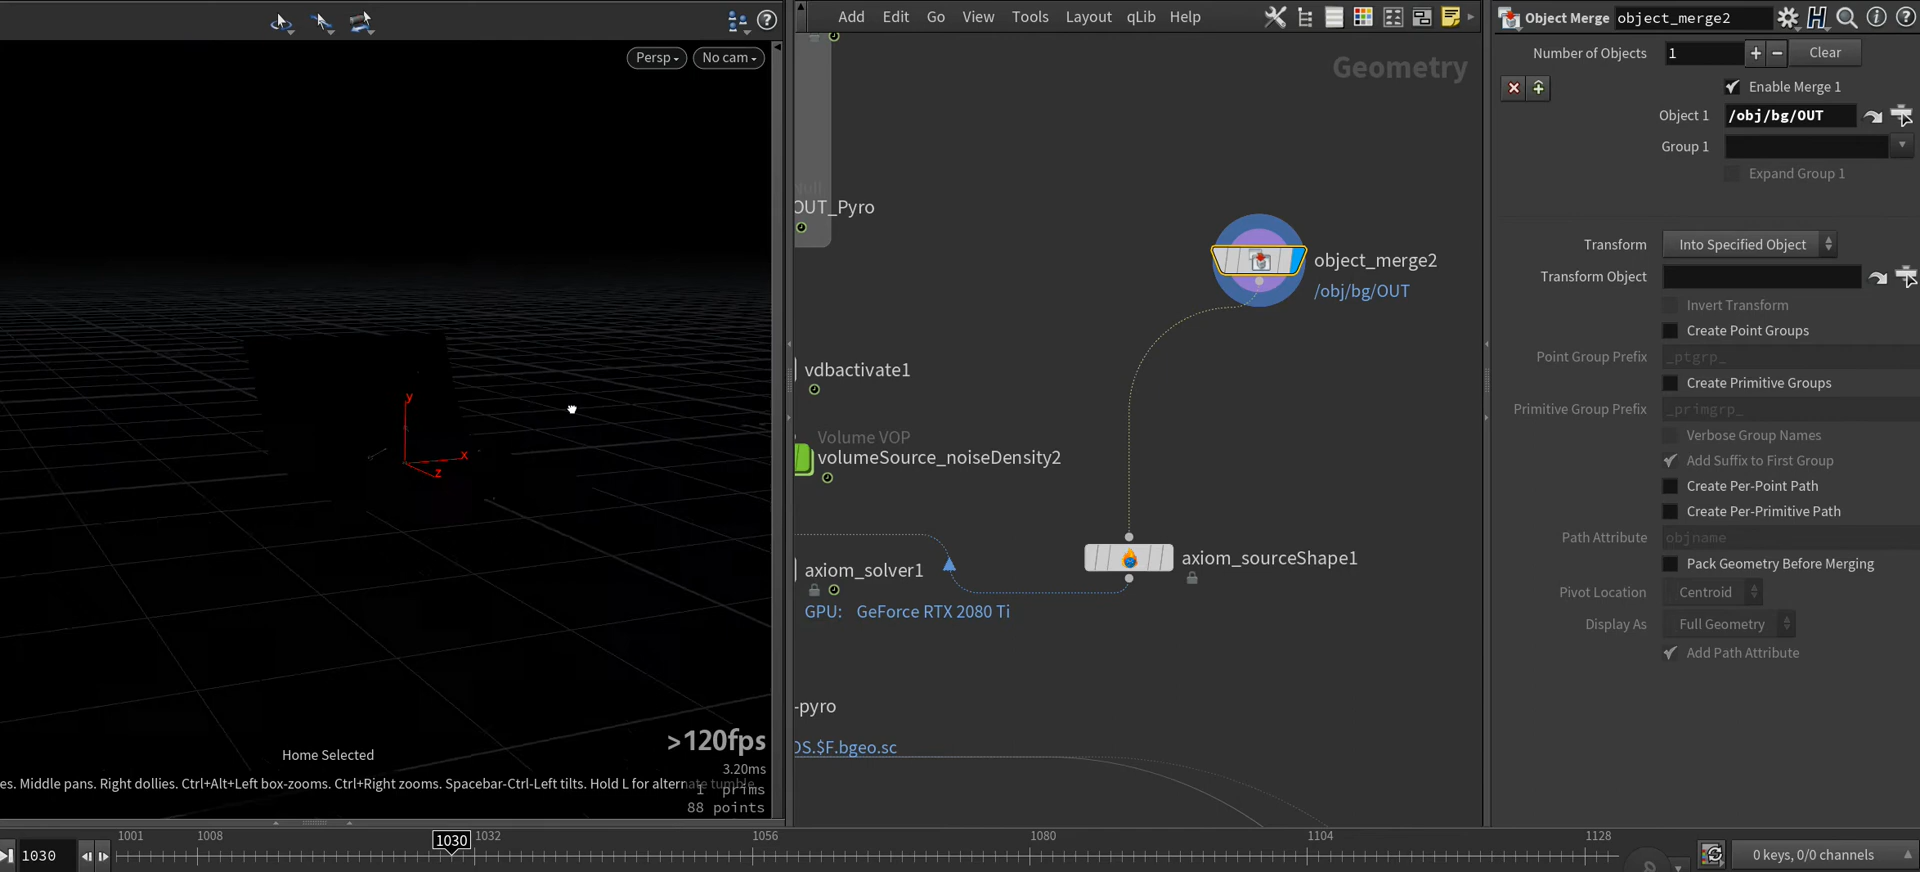 Add Edit Go View Tools Layout qLib Help
Object Merge object_merge2
Persp No cam
Geometry
Number of Objects 1 Clear
Enable Merge 1
Object 1 /obj/bg/OUT
Group 1
Expand Group 1
Transform Into Specified Object
Transform Object
Invert Transform
Create Point Groups
Point Group Prefix _ptgrp_
Create Primitive Groups
Primitive Group Prefix _primgrp_
Verbose Group Names
Add Suffix to First Group
Create Per-Point Path
Create Per-Primitive Path
Path Attribute objname
Pack Geometry Before Merging
Pivot Location Centroid
Display As Full Geometry
Add Path Attribute
Null
OUT_Pyro
object_merge2
/obj/bg/OUT
vdbactivate1
Volume VOP
volumeSource_noiseDensity2
axiom_sourceShape1
axiom_solver1
GPU: GeForce RTX 2080 Ti
-pyro
OS.$F.bgeo.sc
y
x
z
>120fps
Home Selected
3.20ms
es. Middle pans. Right dollies. Ctrl+Alt+Left box-zooms. Ctrl+Right zooms. Spacebar-Ctrl-Left tilts. Hold L for alternate tumble
1 prims
88 points
1001 1008 1030 1032 1056 1080 1104 1128
1030
0 keys, 0/0 channels